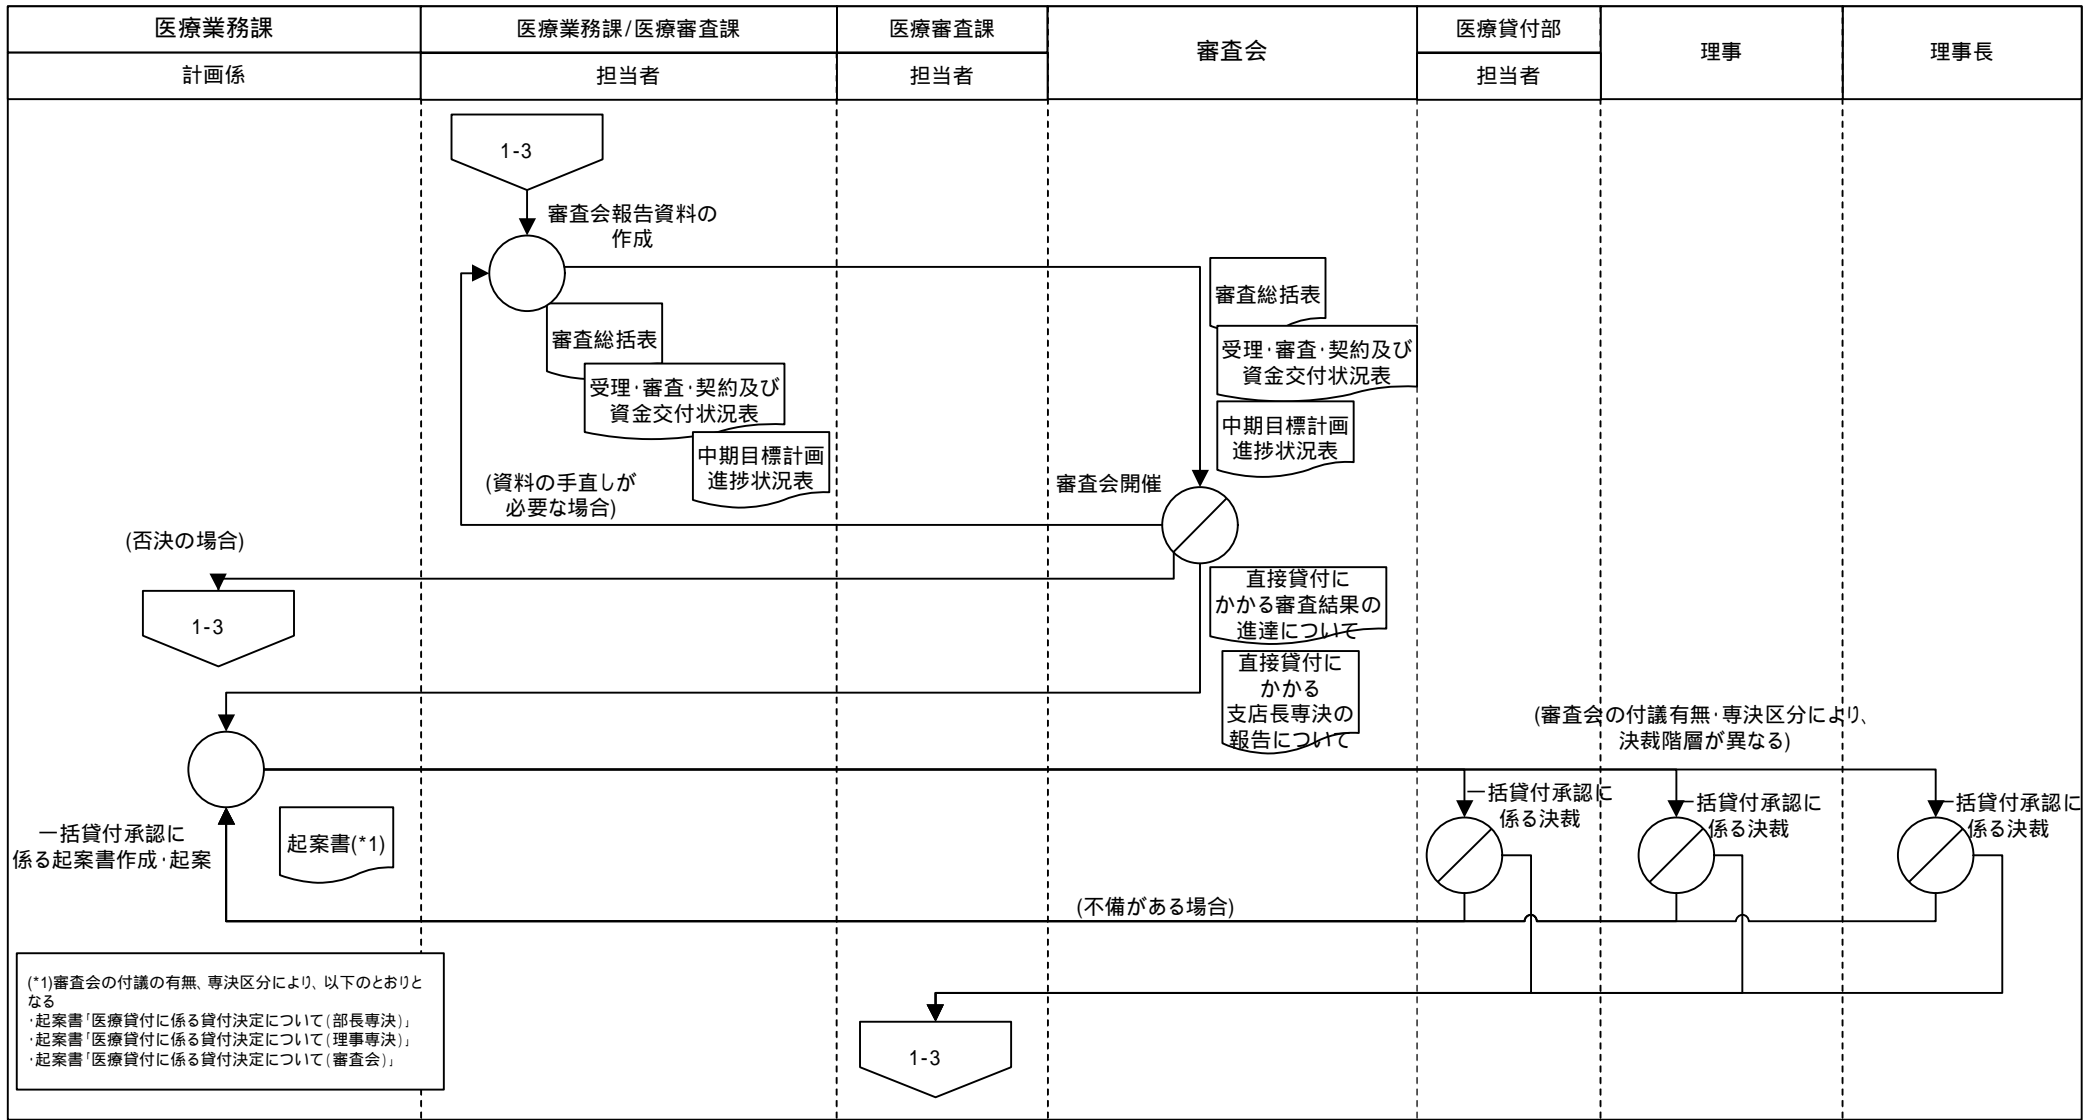 医療業務課
医療業務課/医療審査課
医療審査課
審査会
医療貸付部
理事
理事長
計画係
担当者
担当者
担当者
1-3
審査会報告資料の
作成
審査総括表
受理・審査・契約及び
資金交付状況表
中期目標計画
進捗状況表
審査総括表
受理・審査・契約及び
資金交付状況表
中期目標計画
進捗状況表
(資料の手直しが
必要な場合)
審査会開催
(否決の場合)
1-3
直接貸付に
かかる審査結果の
進達について
直接貸付に
かかる
支店長専決の
報告について
(審査会の付議有無・専決区分により、
決裁階層が異なる)
一括貸付承認に
係る起案書作成・起案
起案書(*1)
一括貸付承認に
係る決裁
一括貸付承認に
係る決裁
一括貸付承認に
係る決裁
(不備がある場合)
(*1)審査会の付議の有無、専決区分により、以下のとおりと
なる
・起案書「医療貸付に係る貸付決定について(部長専決)」
・起案書「医療貸付に係る貸付決定について(理事専決)」
・起案書「医療貸付に係る貸付決定について(審査会)」
1-3